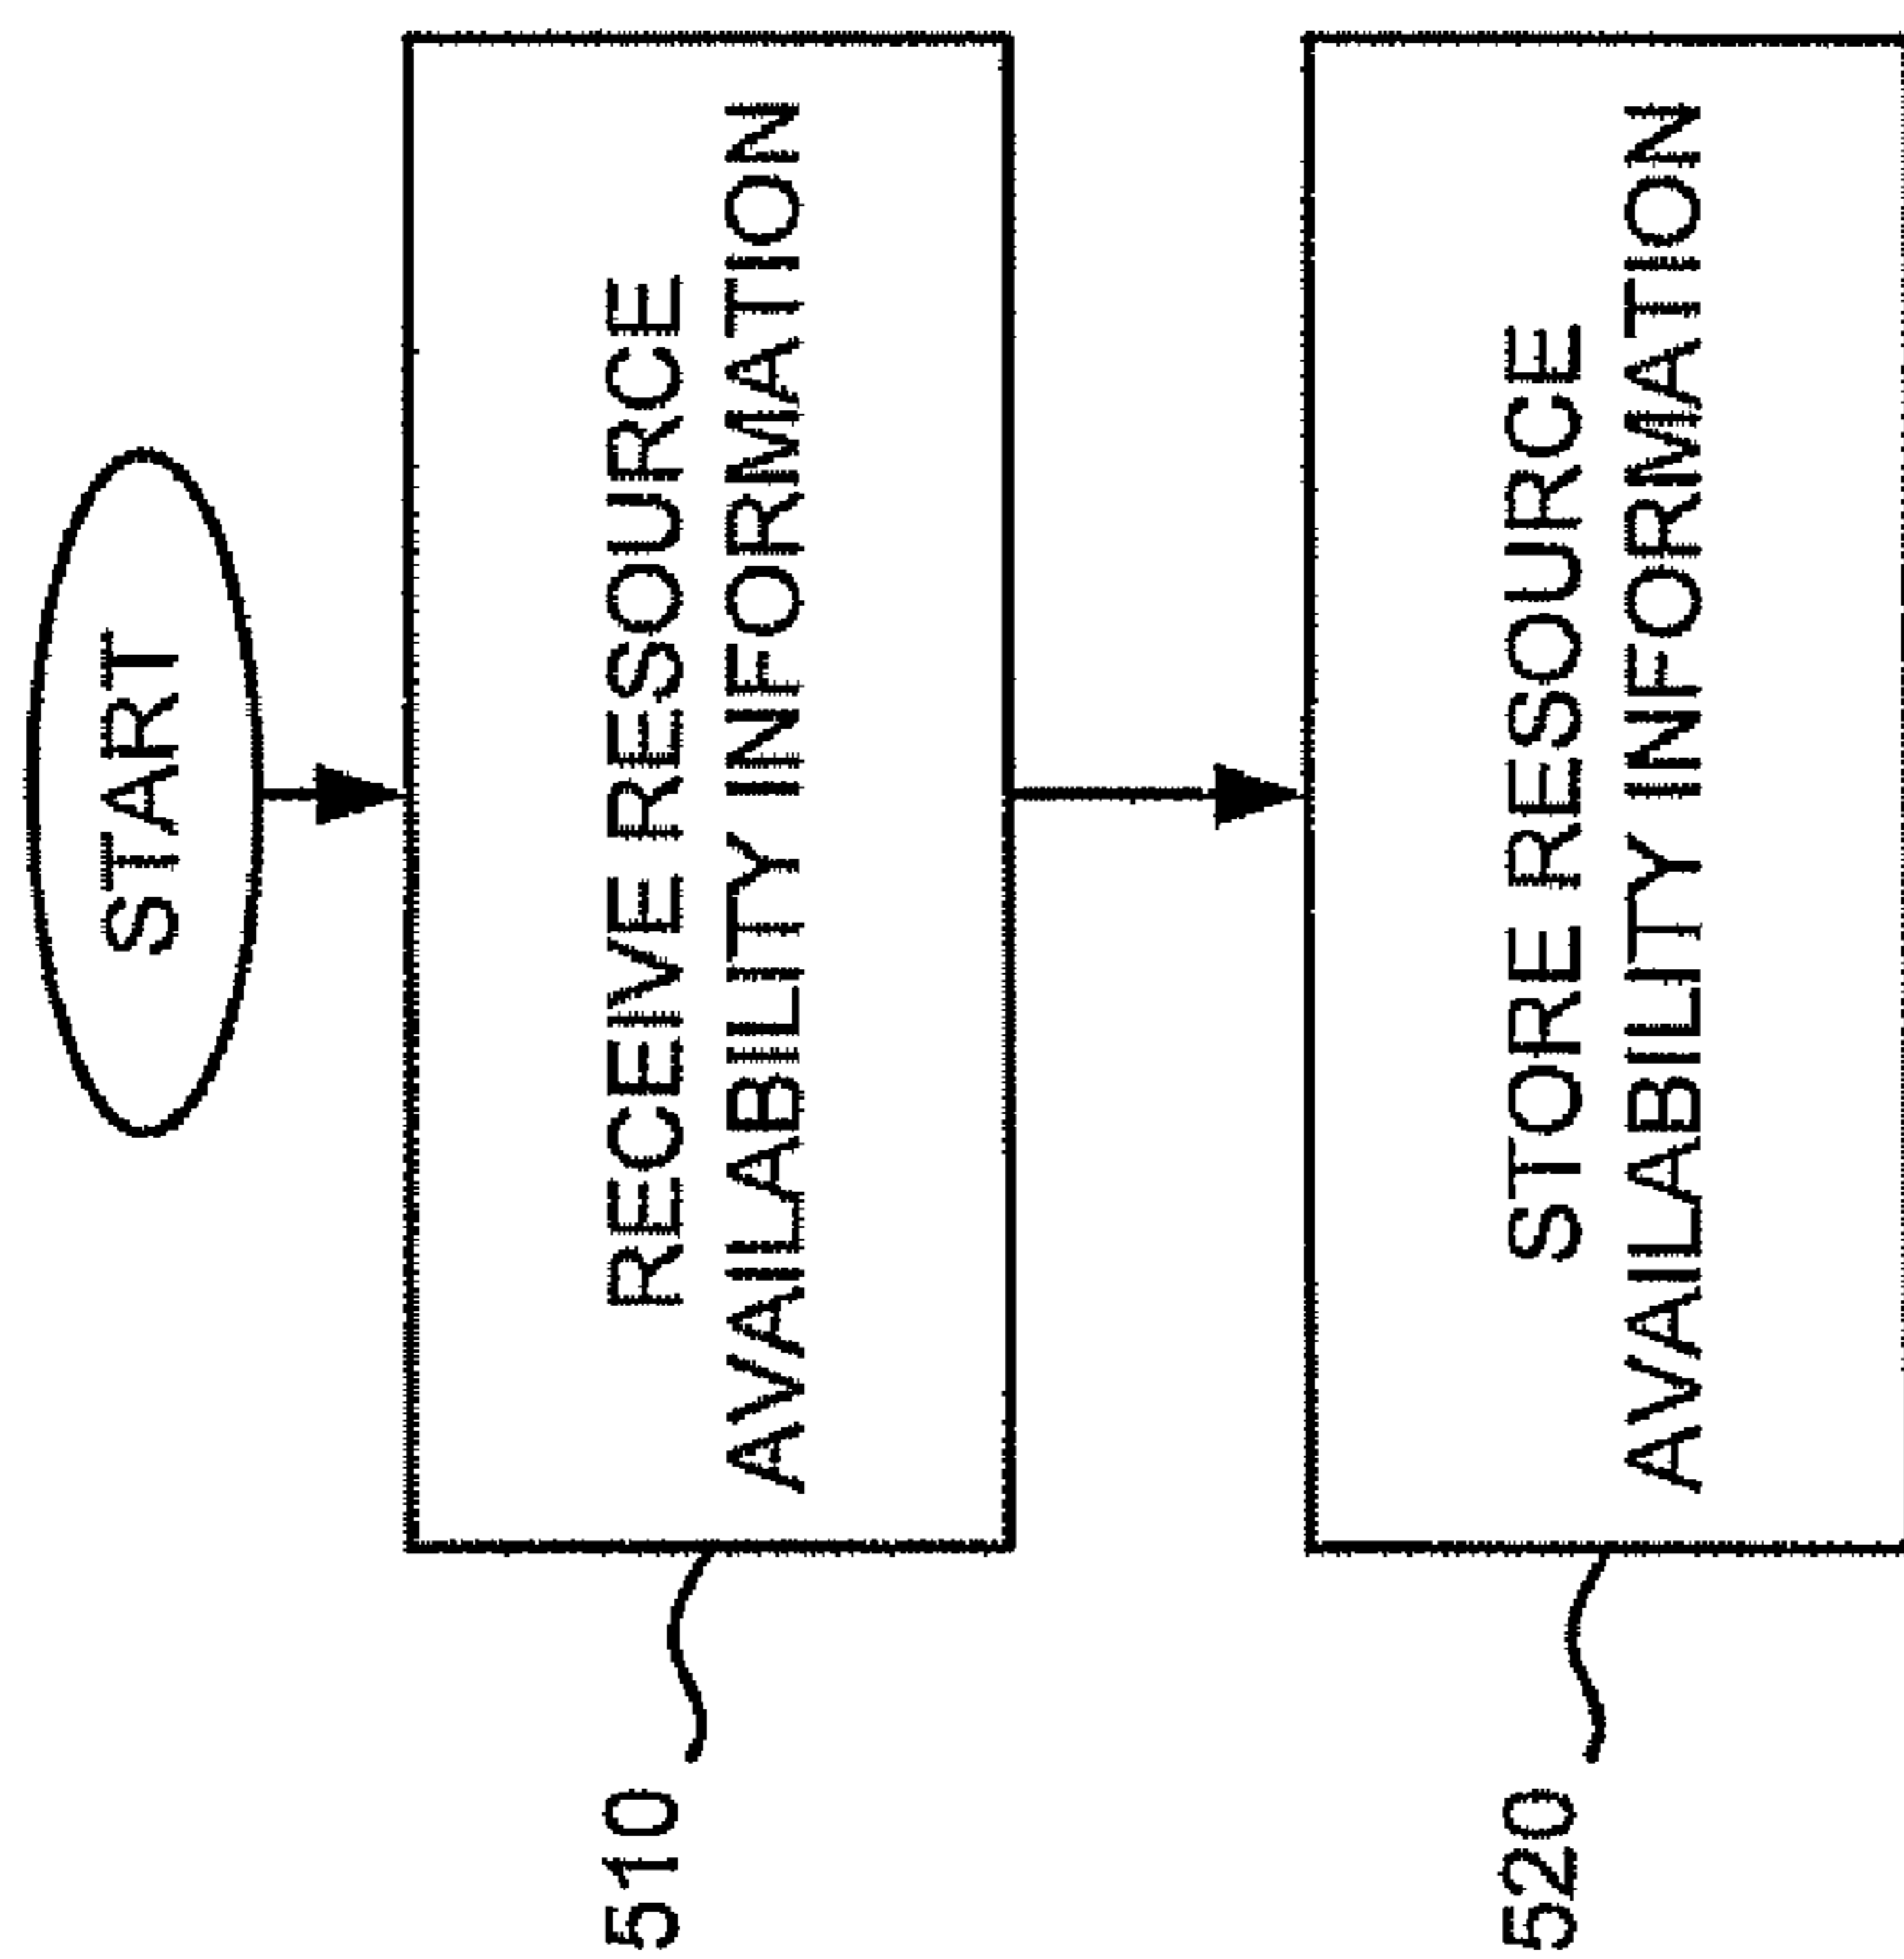 START
RECEIVE RESOURCE
AVAILABILITY INFORMATION
510
STORE RESOURCE
AVAILABILITY INFORMATION
520